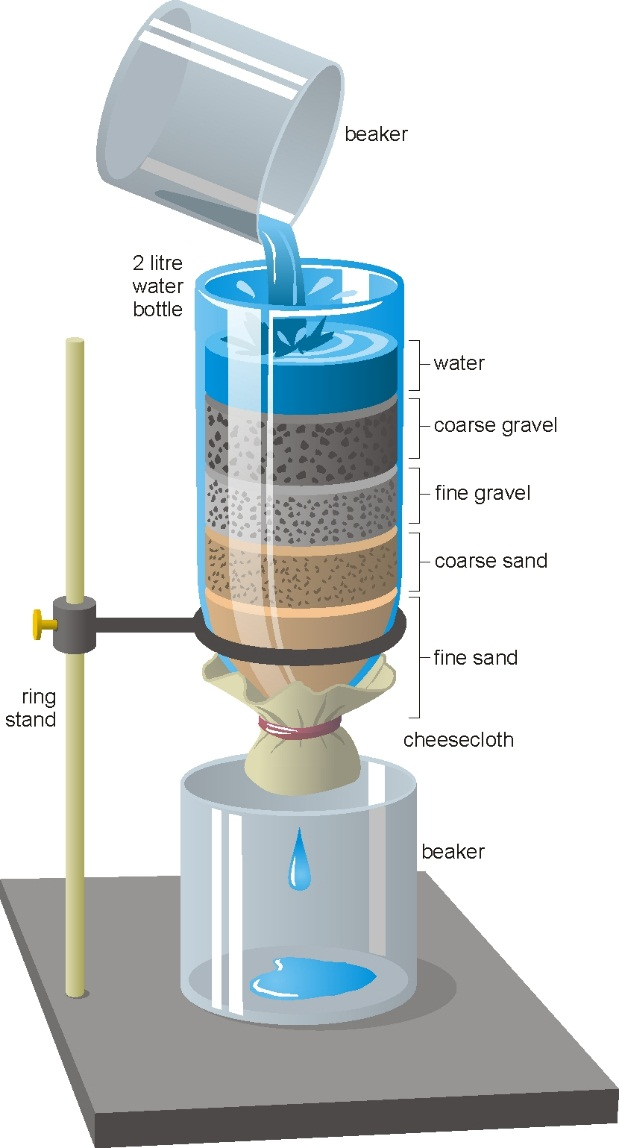 beaker
2 litre
water
bottle
water
coarse gravel
fine gravel
coarse sand
fine sand
ring
stand
cheesecloth
beaker